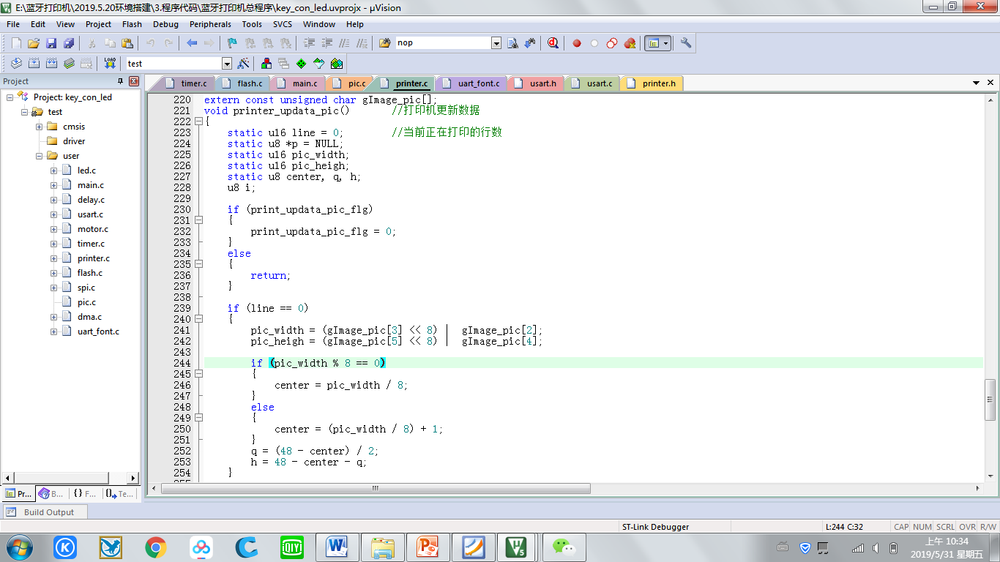 E:\蓝牙打印机\2019.5.20环境搭建\3.程序代码\蓝牙打印机总程序\key_con_led.uvprojx - µVision
File Edit View Project Flash Debug Peripherals Tools SVCS Window Help
nop
LOAD test
Project
timer.c flash.c main.c pic.c printer.c uart_font.c usart.h usart.c printer.h
Project: key_con_led
test
cmsis
driver
user
led.c
main.c
delay.c
usart.c
motor.c
timer.c
printer.c
flash.c
spi.c
pic.c
dma.c
uart_font.c
220 extern const unsigned char gImage_pic[];
221 void printer_updata_pic() //打印机更新数据
222 {
223 static u16 line = 0; //当前正在打印的行数
224 static u8 *p = NULL;
225 static u16 pic_width;
226 static u16 pic_heigh;
227 static u8 center, q, h;
228 u8 i;
229
230 if (print_updata_pic_flg)
231 {
232 print_updata_pic_flg = 0;
233 }
234 else
235 {
236 return;
237 }
238
239 if (line == 0)
240 {
241 pic_width = (gImage_pic[3] << 8) | gImage_pic[2];
242 pic_heigh = (gImage_pic[5] << 8) | gImage_pic[4];
243
244 if (pic_width % 8 == 0)
245 {
246 center = pic_width / 8;
247 }
248 else
249 {
250 center = (pic_width / 8) + 1;
251 }
252 q = (48 - center) / 2;
253 h = 48 - center - q;
254 }
Pr... B... {} F... 0 Te...
Build Output
ST-Link Debugger L:244 C:32 CAP NUM SCRL OVR R/W
上午 10:34
2019/5/31 星期五